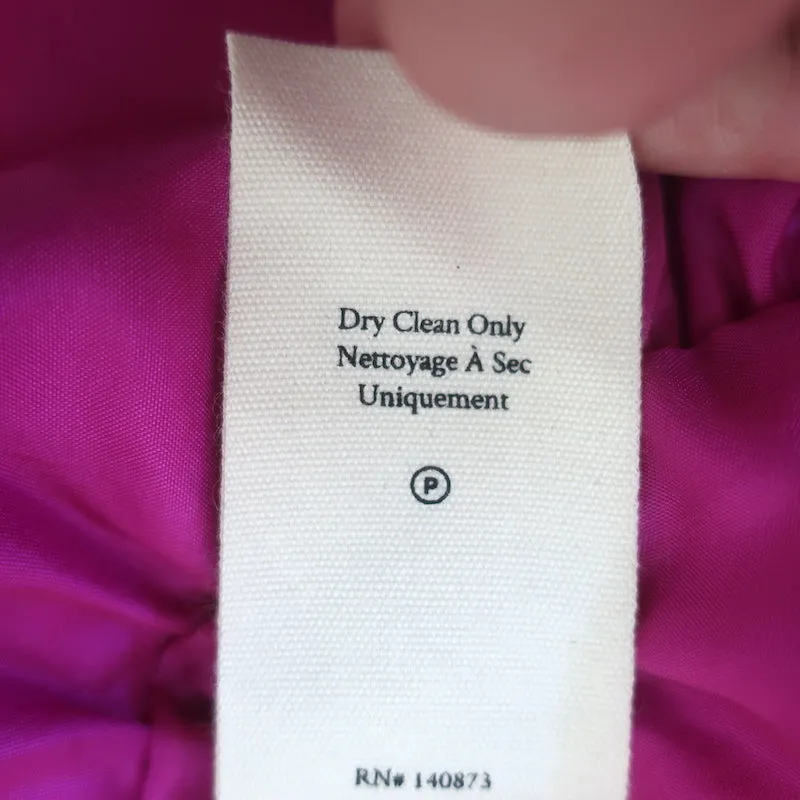 Dry Clean Only
Nettoyage À Sec
Uniquement
P
RN# 140873